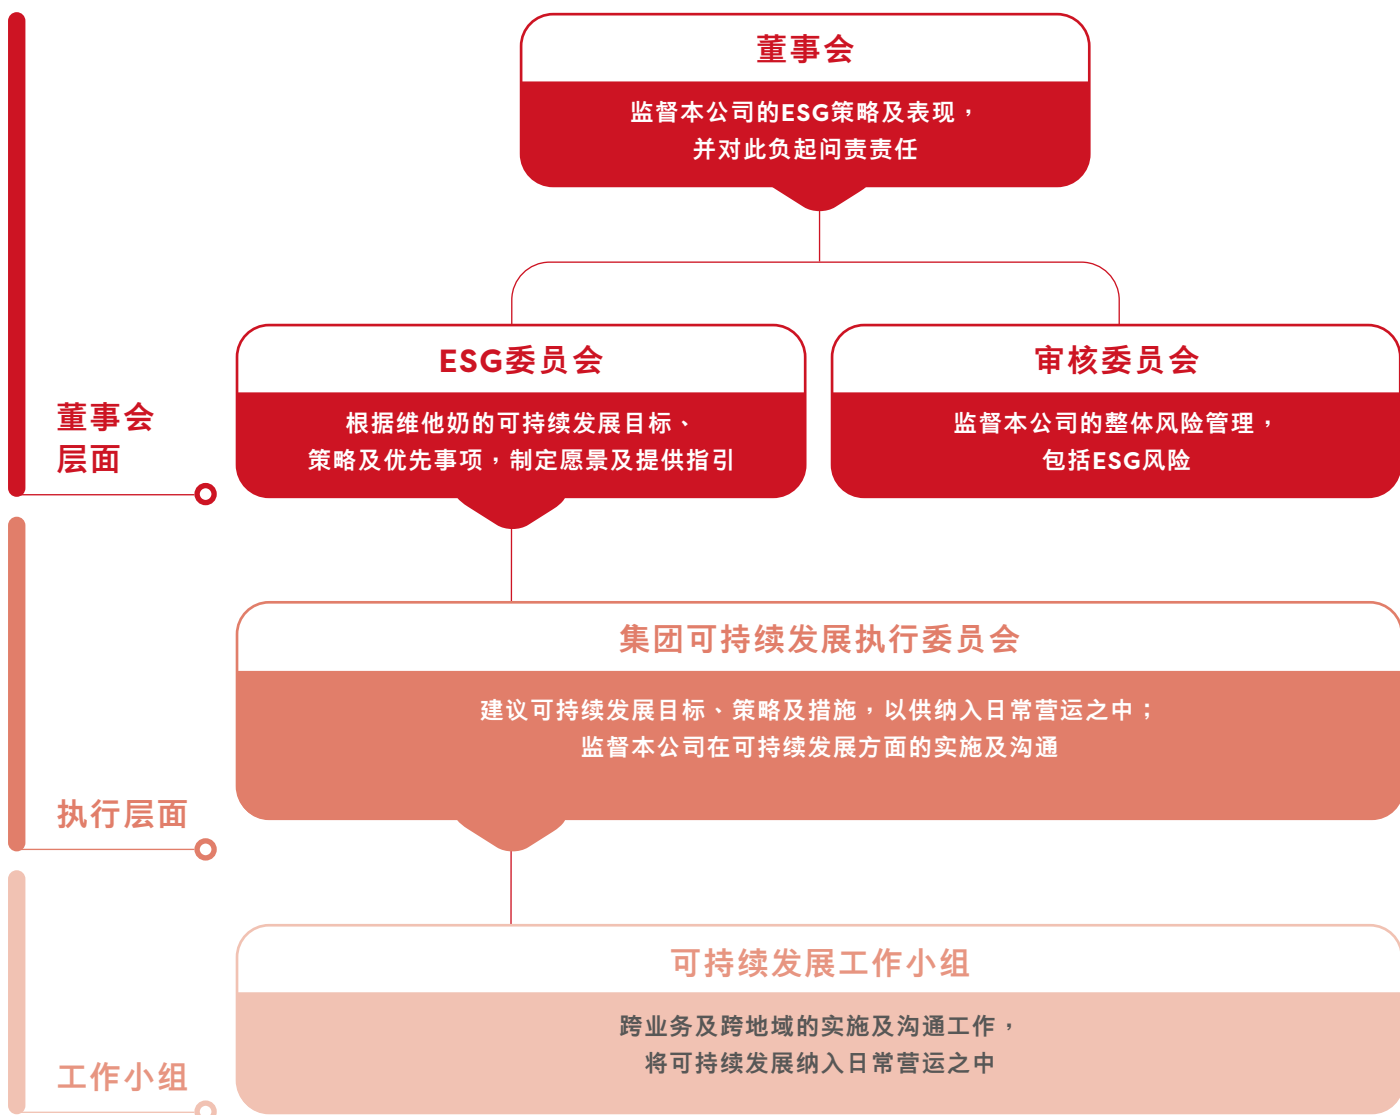 董事会
监督本公司的ESG策略及表现，
并对此负起问责责任
ESG委员会
根据维他奶的可持续发展目标、
策略及优先事项，制定愿景及提供指引
审核委员会
监督本公司的整体风险管理，
包括ESG风险
董事会
层面
集团可持续发展执行委员会
建议可持续发展目标、策略及措施，以供纳入日常营运之中；
监督本公司在可持续发展方面的实施及沟通
执行层面
可持续发展工作小组
跨业务及跨地域的实施及沟通工作，
将可持续发展纳入日常营运之中
工作小组